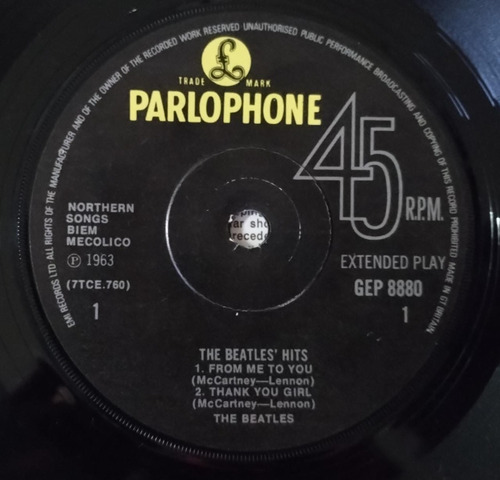 EMI RECORDS LTD ALL RIGHTS OF THE MANUFACTURER AND OF THE OWNER OF THE RECORDED WORK RESERVED UNAUTHORISED PUBLIC PERFORMANCE BROADCASTING AND COPYING OF THIS RECORD PROHIBITED MADE IN GT BRITAIN
£
TRADE MARK
PARLOPHONE
45
R.P.M.
NORTHERN
SONGS
BIEM
MECOLICO
℗ 1963
(7TCE.760)
1
EXTENDED PLAY
GEP 8880
1
THE BEATLES' HITS
1. FROM ME TO YOU
(McCartney—Lennon)
2. THANK YOU GIRL
(McCartney—Lennon)
THE BEATLES